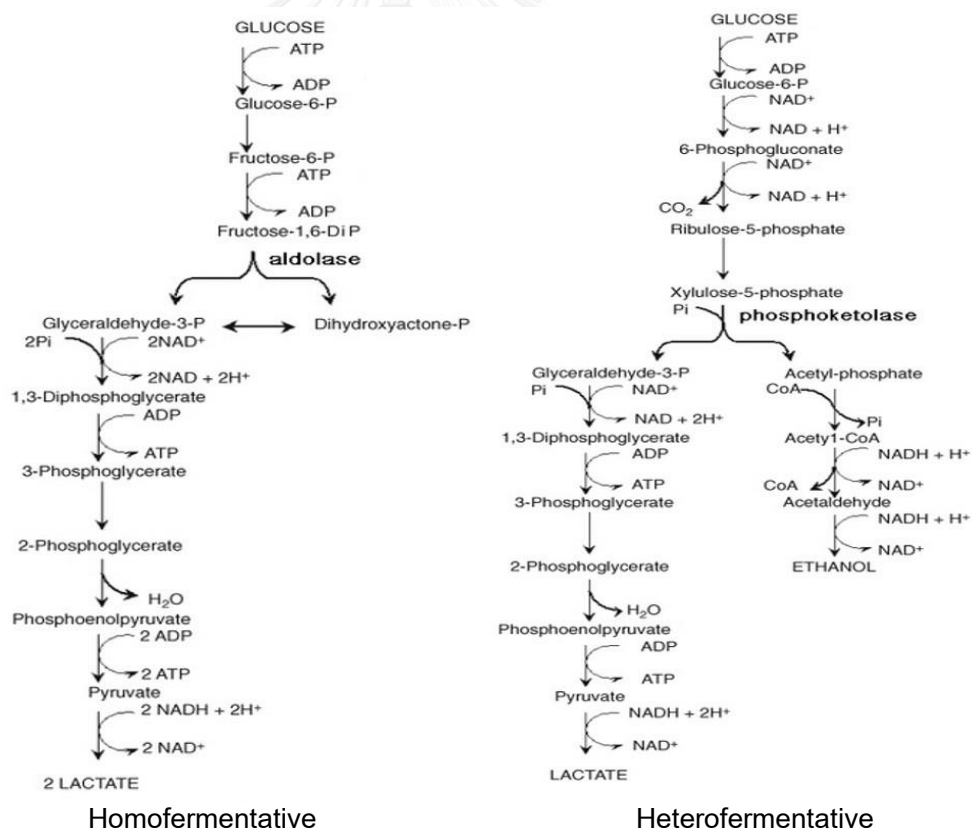 GLUCOSE
ATP
ADP
Glucose-6-P
Fructose-6-P
ATP
ADP
Fructose-1,6-Di P
aldolase
Glyceraldehyde-3-P
Dihydroxyactone-P
2Pi
2NAD⁺
2NAD + 2H⁺
1,3-Diphosphoglycerate
ADP
ATP
3-Phosphoglycerate
2-Phosphoglycerate
H₂O
Phosphoenolpyruvate
2 ADP
2 ATP
Pyruvate
2 NADH + 2H⁺
2 NAD⁺
2 LACTATE
Homofermentative
GLUCOSE
ATP
ADP
Glucose-6-P
NAD⁺
NAD + H⁺
6-Phosphogluconate
NAD⁺
NAD + H⁺
CO₂
Ribulose-5-phosphate
Xylulose-5-phosphate
Pi
phosphoketolase
Glyceraldehyde-3-P
Pi
NAD⁺
NAD + 2H⁺
1,3-Diphosphoglycerate
ADP
ATP
3-Phosphoglycerate
2-Phosphoglycerate
H₂O
Phosphoenolpyruvate
ADP
ATP
Pyruvate
NADH + 2H⁺
NAD⁺
LACTATE
Acetyl-phosphate
CoA
Pi
Acety1-CoA
NADH + H⁺
CoA
NAD⁺
Acetaldehyde
NADH + H⁺
NAD⁺
ETHANOL
Heterofermentative